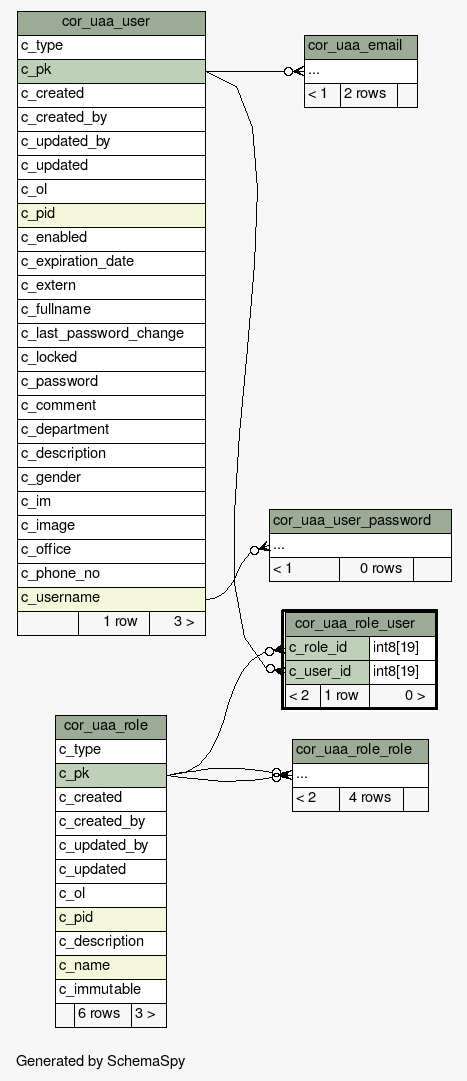 cor_uaa_user
c_type
c_pk
c_created
c_created_by
c_updated_by
c_updated
c_ol
c_pid
c_enabled
c_expiration_date
c_extern
c_fullname
c_last_password_change
c_locked
c_password
c_comment
c_department
c_description
c_gender
c_im
c_image
c_office
c_phone_no
c_username
1 row 3 >
cor_uaa_email
...
< 1 2 rows
cor_uaa_user_password
...
< 1 0 rows
cor_uaa_role_user
c_role_id int8[19]
c_user_id int8[19]
< 2 1 row 0 >
cor_uaa_role
c_type
c_pk
c_created
c_created_by
c_updated_by
c_updated
c_ol
c_pid
c_description
c_name
c_immutable
6 rows 3 >
cor_uaa_role_role
...
< 2 4 rows
Generated by SchemaSpy